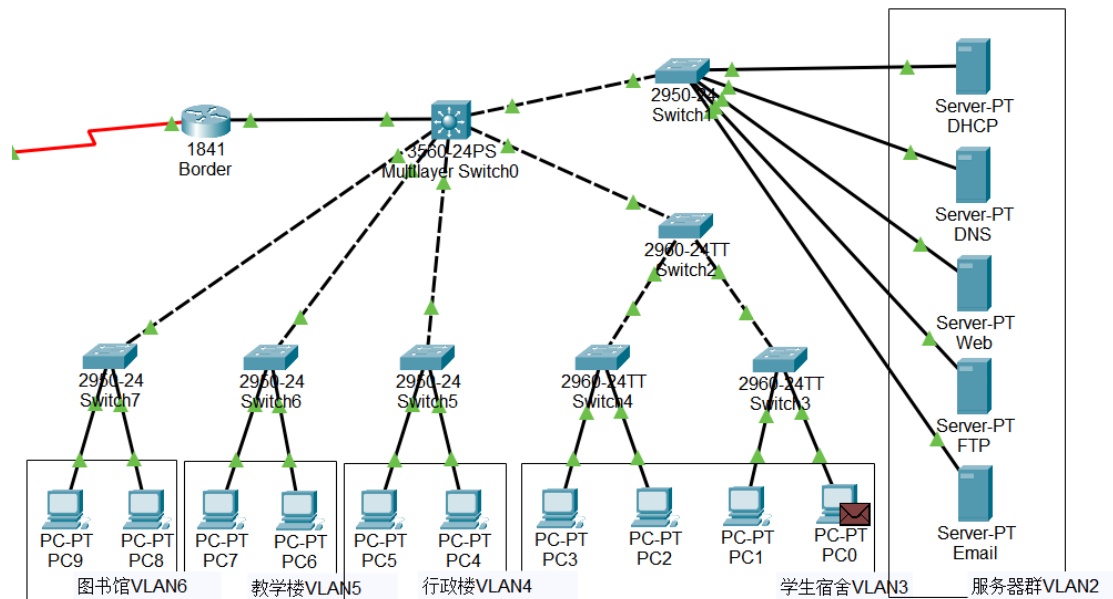 2950-24
Switch1
Server-PT
DHCP
1841
Border
3560-24PS
Multilayer Switch0
Server-PT
DNS
2960-24TT
Switch2
Server-PT
Web
2950-24
Switch7
2950-24
Switch6
2950-24
Switch5
2960-24TT
Switch4
2960-24TT
Switch3
Server-PT
FTP
PC-PT
PC9
PC-PT
PC8
PC-PT
PC7
PC-PT
PC6
PC-PT
PC5
PC-PT
PC4
PC-PT
PC3
PC-PT
PC2
PC-PT
PC1
PC-PT
PC0
Server-PT
Email
图书馆VLAN6
教学楼VLAN5
行政楼VLAN4
学生宿舍VLAN3
服务器群VLAN2